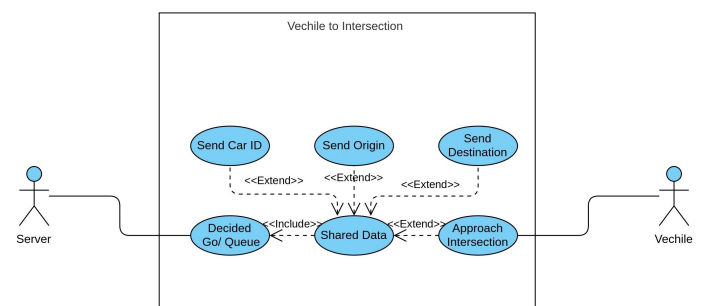 Vechile to Intersection
Send Car ID
Send Origin
Send
Destination
<<Extend>>
<<Extend>>
<<Extend>>
Server
Decided
Go/ Queue
<<Include>>
Shared Data
<<Extend>>
Approach
Intersection
Vechile